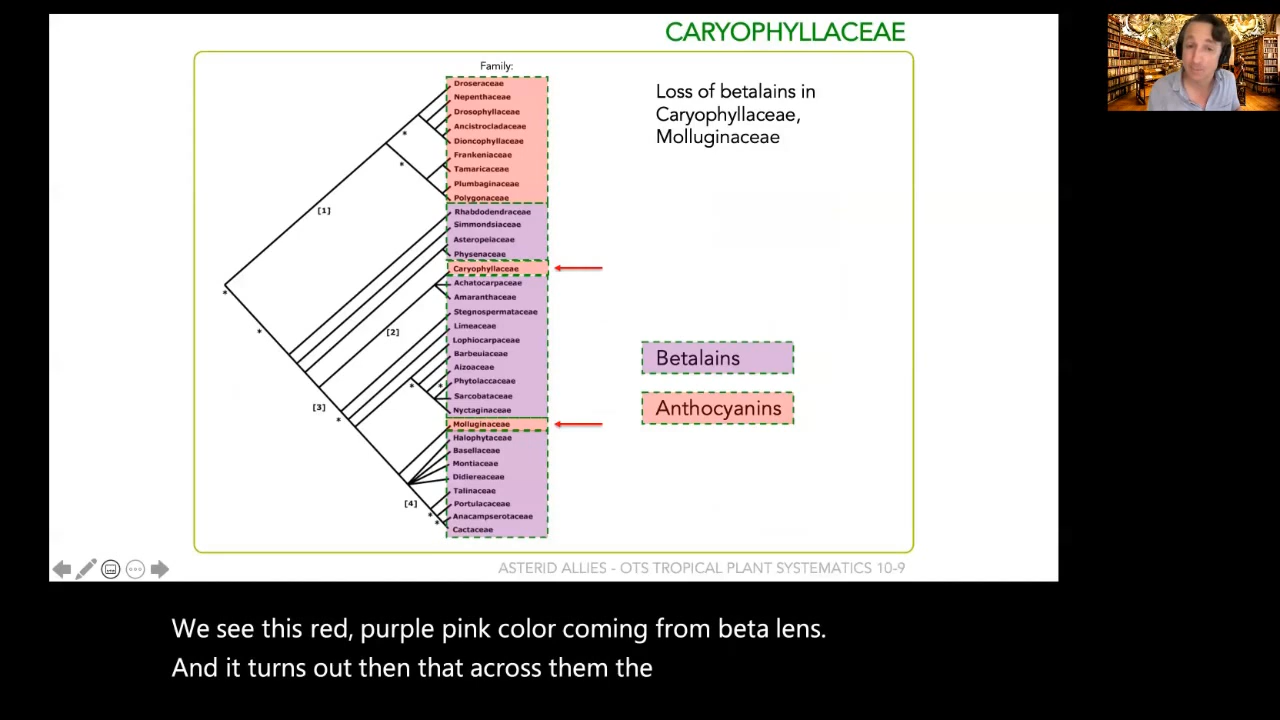 CARYOPHYLLACEAE
Family:
Droseraceae
Nepenthaceae
Drosophyllaceae
Ancistrocladaceae
Dioncophyllaceae
Frankeniaceae
Tamaricaceae
Plumbaginaceae
Polygonaceae
Rhabdodendraceae
Simmondsiaceae
Asteropeiaceae
Physenaceae
Caryophyllaceae
Achatocarpaceae
Amaranthaceae
Stegnospermataceae
Limeaceae
Lophiocarpaceae
Barbeuiaceae
Aizoaceae
Phytolaccaceae
Sarcobataceae
Nyctaginaceae
Molluginaceae
Halophytaceae
Basellaceae
Montiaceae
Didiereaceae
Talinaceae
Portulacaceae
Anacampserotaceae
Cactaceae
[1]
[2]
[3]
[4]
Loss of betalains in
Caryophyllaceae,
Molluginaceae
Betalains
Anthocyanins
ASTERID ALLIES - OTS TROPICAL PLANT SYSTEMATICS 10-9
We see this red, purple pink color coming from beta lens.
And it turns out then that across them the